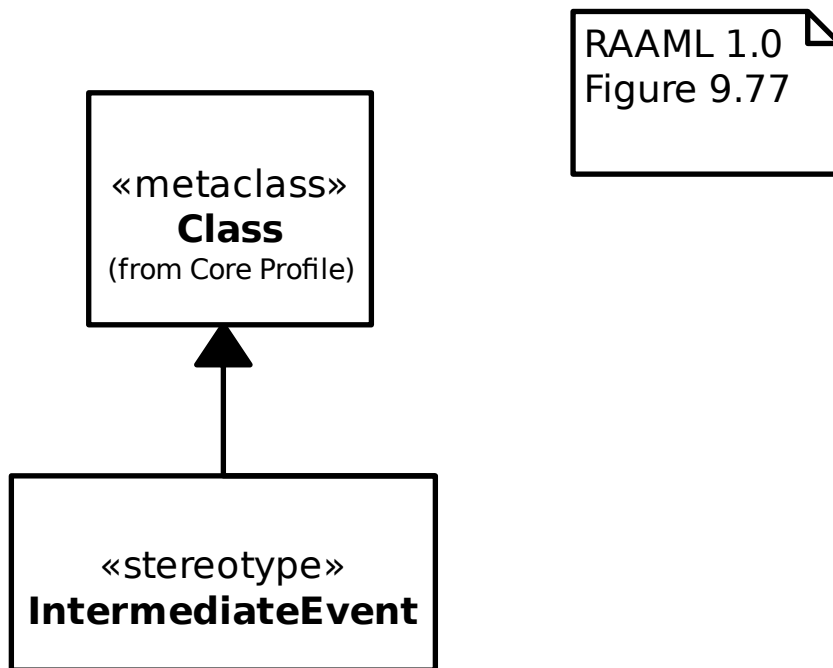 RAAML 1.0
Figure 9.77
«metaclass»
Class
(from Core Profile)
«stereotype»
IntermediateEvent